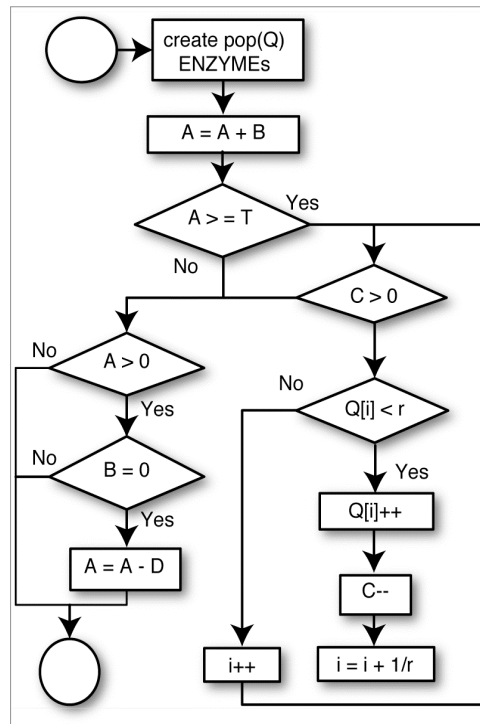 create pop(Q)
ENZYMEs
A = A + B
A >= T
Yes
No
C > 0
No
A > 0
Yes
No
Q[i] < r
Yes
No
B = 0
Yes
Q[i]++
A = A - D
C--
i++
i = i + 1/r